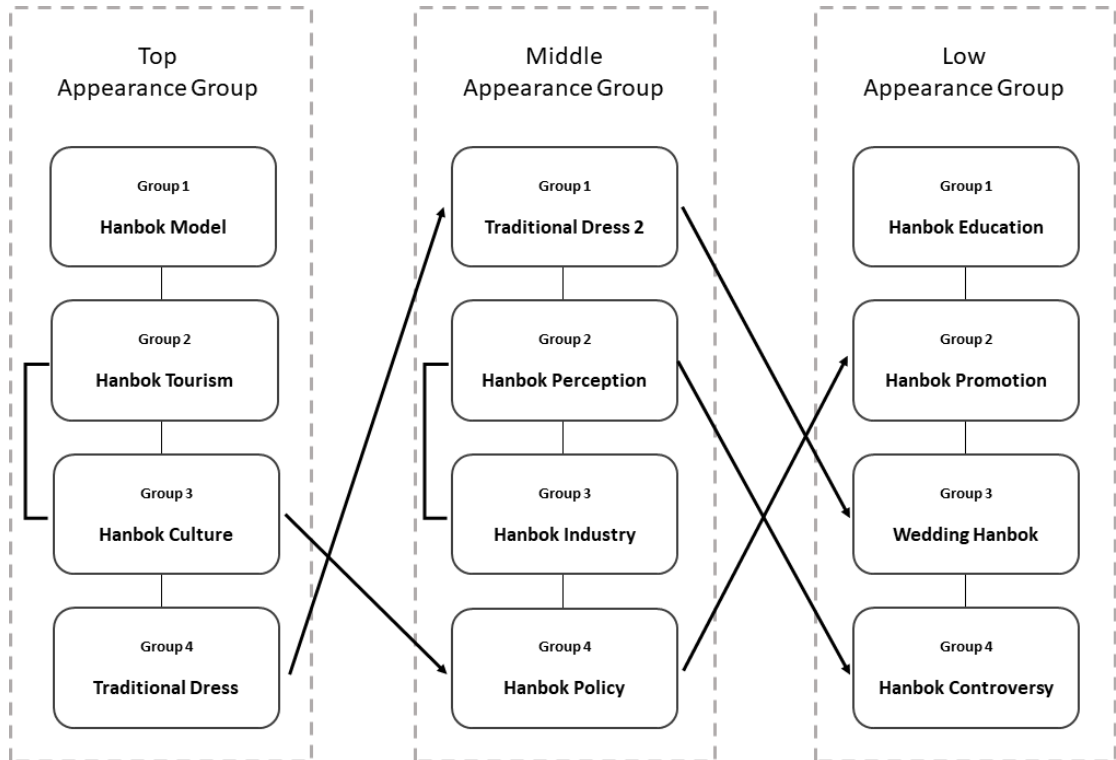 Top
Appearance Group
Group 1
Hanbok Model
Group 2
Hanbok Tourism
Group 3
Hanbok Culture
Group 4
Traditional Dress
Middle
Appearance Group
Group 1
Traditional Dress 2
Group 2
Hanbok Perception
Group 3
Hanbok Industry
Group 4
Hanbok Policy
Low
Appearance Group
Group 1
Hanbok Education
Group 2
Hanbok Promotion
Group 3
Wedding Hanbok
Group 4
Hanbok Controversy